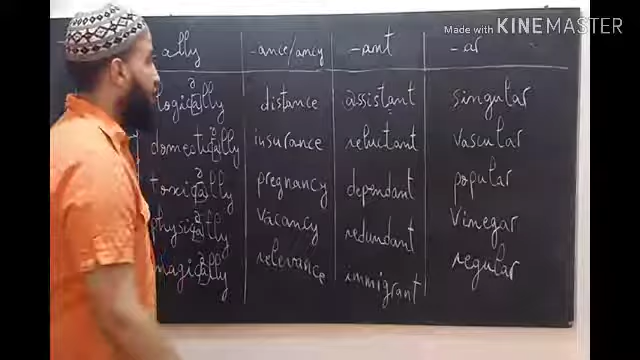 Made with KINEMASTER
-ally -ance/ancy -ant -ar
logically distance assistant singular
domestically insurance reluctant vascular
toxically pregnancy dependant popular
physically vacancy redundant vinegar
magically relevance immigrant regular